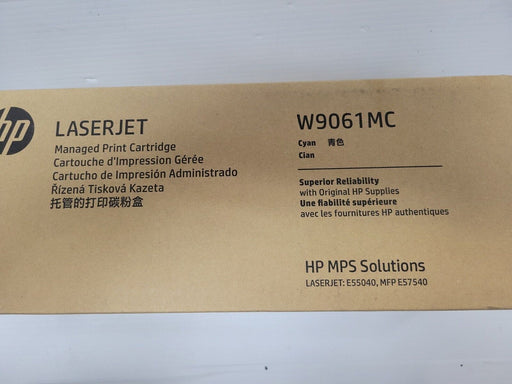 hp
LASERJET
Managed Print Cartridge
Cartouche d'Impression Gérée
Cartucho de Impresión Administrado
Řízená Tisková Kazeta
托管的打印碳粉盒
W9061MC
Cyan 青色
Cian
Superior Reliability
with Original HP Supplies
Une fiabilité supérieure
avec les fournitures HP authentiques
HP MPS Solutions
LASERJET: E55040, MFP E57540